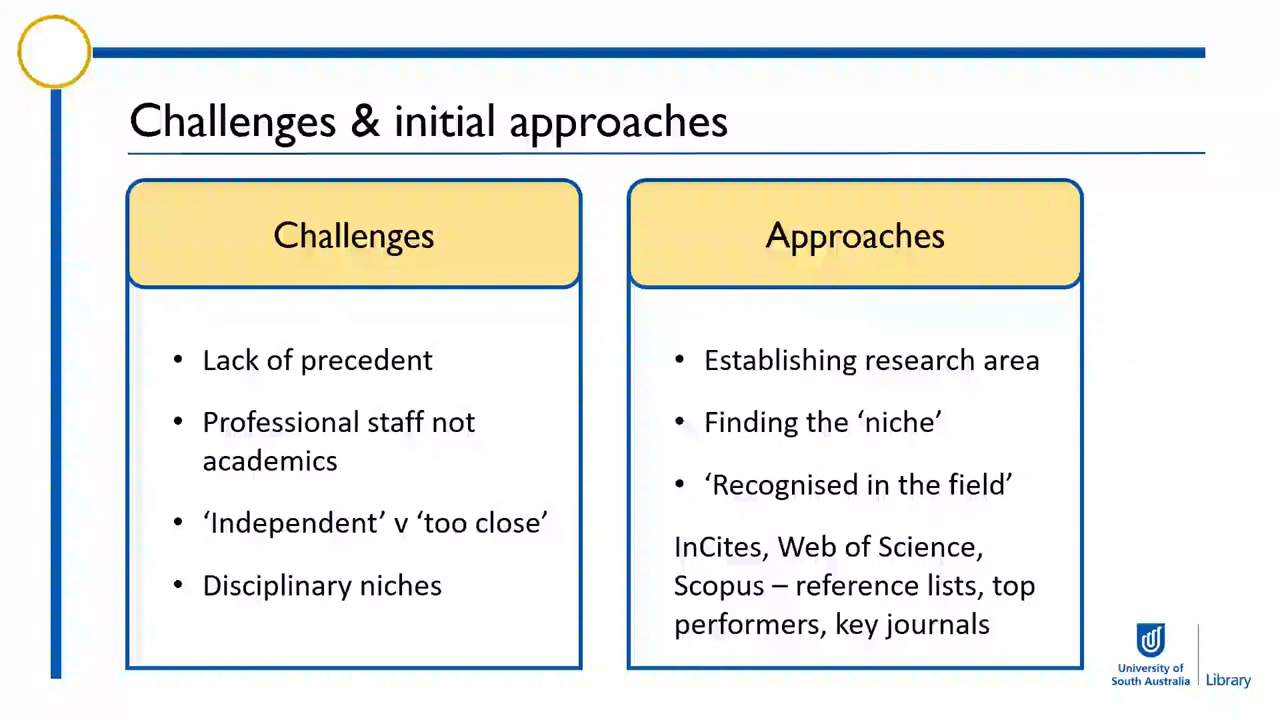 Challenges & initial approaches
Challenges
• Lack of precedent
• Professional staff not
academics
• ‘Independent’ v ‘too close’
• Disciplinary niches
Approaches
• Establishing research area
• Finding the ‘niche’
• ‘Recognised in the field’
InCites, Web of Science,
Scopus – reference lists, top
performers, key journals
University of
South Australia
Library